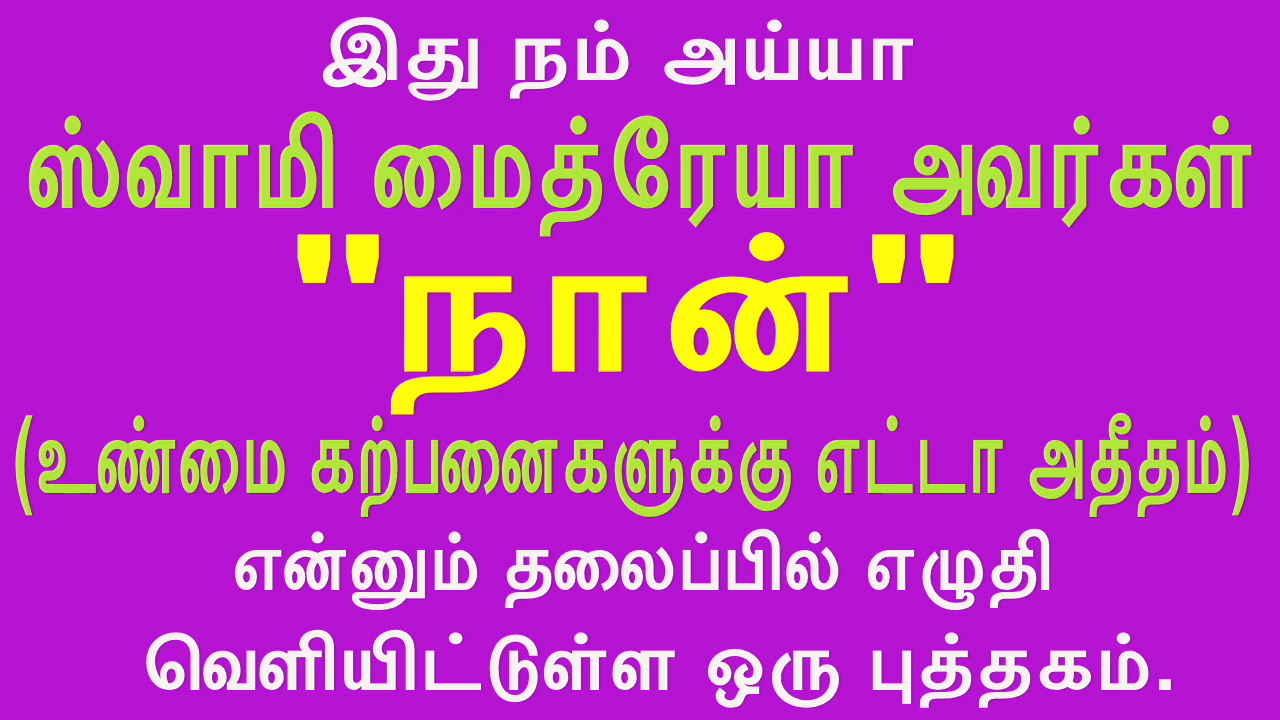 இது நம் அய்யா
ஸ்வாமி மைத்ரேயா அவர்கள்
"நான்"
(உண்மை கற்பனைகளுக்கு எட்டா அதீதம்)
என்னும் தலைப்பில் எழுதி
வெளியிட்டுள்ள ஒரு புத்தகம்.